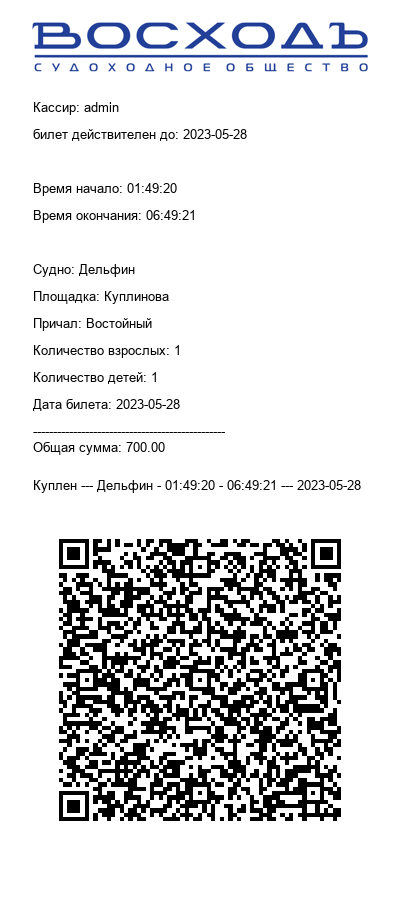 ВОСХОДЪ
СУДОХОДНОЕ ОБЩЕСТВО
Кассир: admin
билет действителен до: 2023-05-28
Время начало: 01:49:20
Время окончания: 06:49:21
Судно: Дельфин
Площадка: Куплинова
Причал: Востойный
Количество взрослых: 1
Количество детей: 1
Дата билета: 2023-05-28
------------------------------------------------
Общая сумма: 700.00
Куплен --- Дельфин - 01:49:20 - 06:49:21 --- 2023-05-28